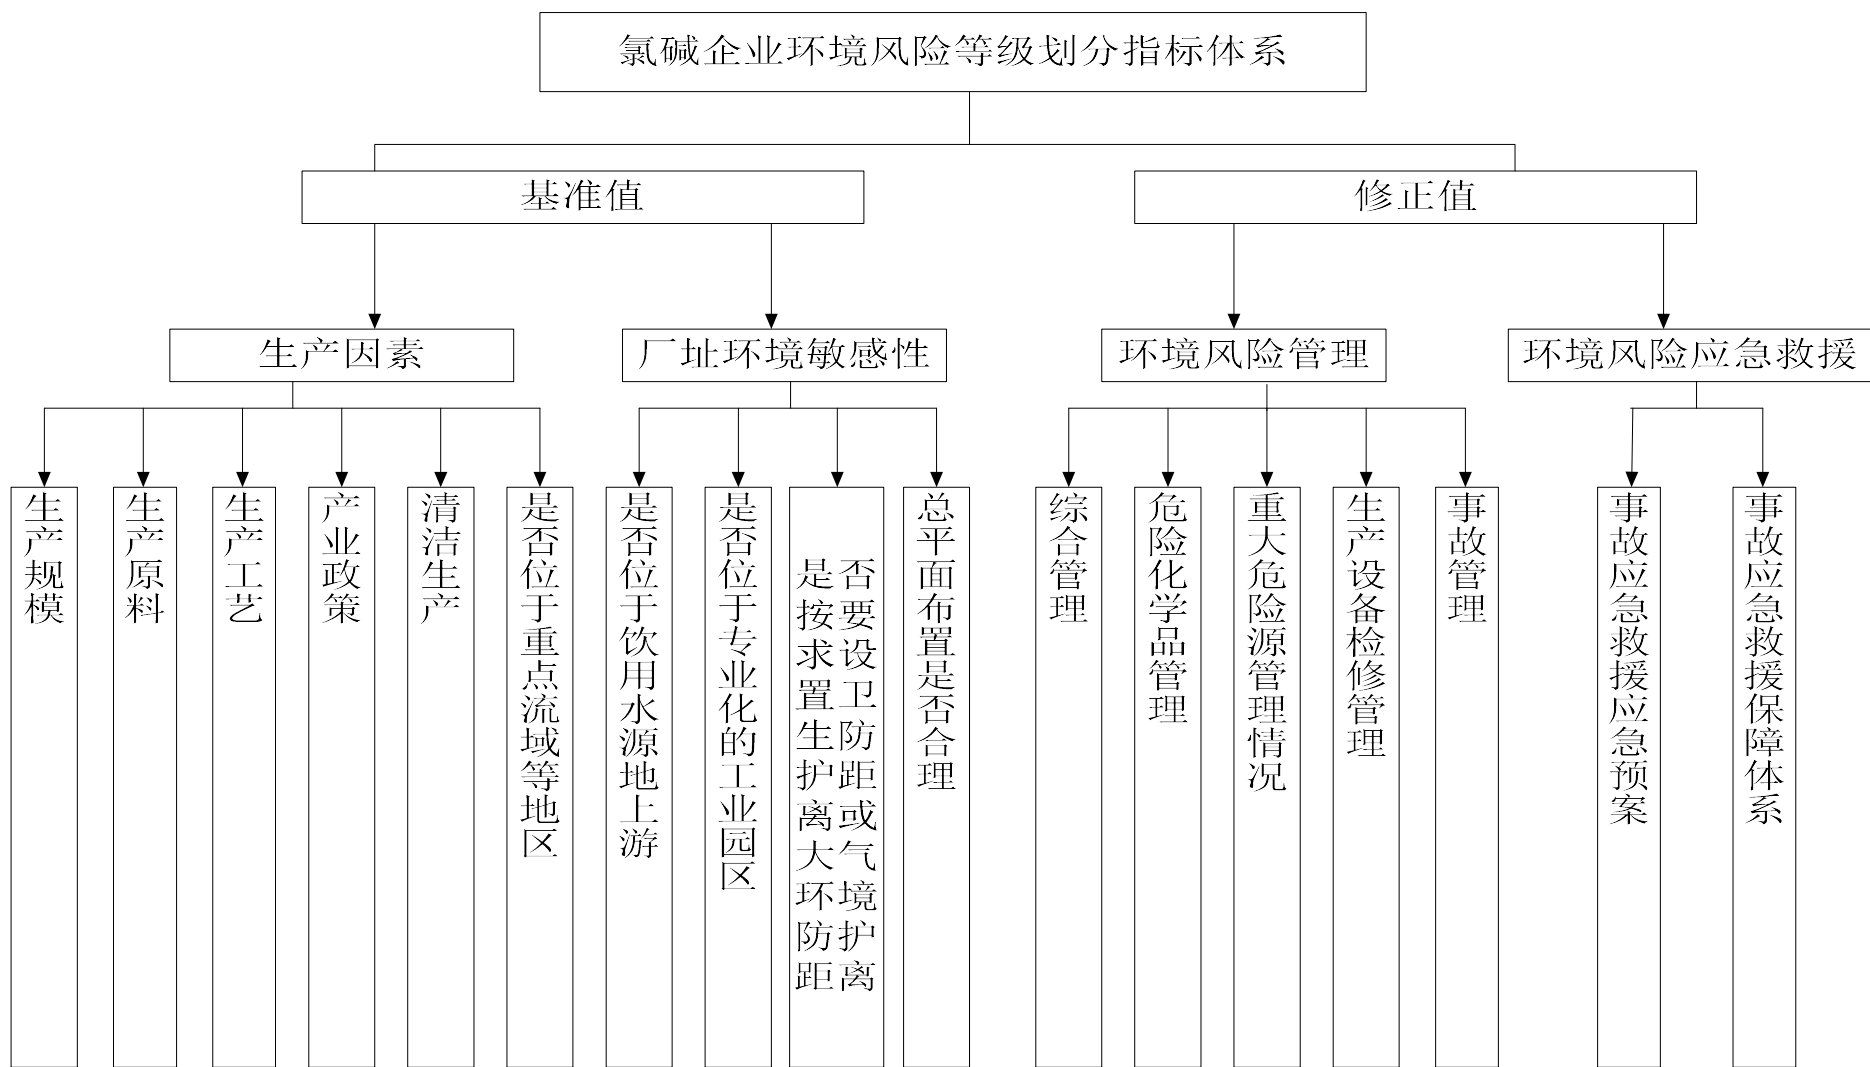 氯碱企业环境风险等级划分指标体系
基准值
修正值
生产因素
厂址环境敏感性
环境风险管理
环境风险应急救援
生产规模
生产原料
生产工艺
产业政策
清洁生产
是否位于重点流域等地区
是否位于饮用水源地上游
是否位于专业化的工业园区
是否按要求设置卫生防护距离或大气环境防护距离
总平面布置是否合理
综合管理
危险化学品管理
重大危险源管理情况
生产设备检修管理
事故管理
事故应急救援应急预案
事故应急救援保障体系